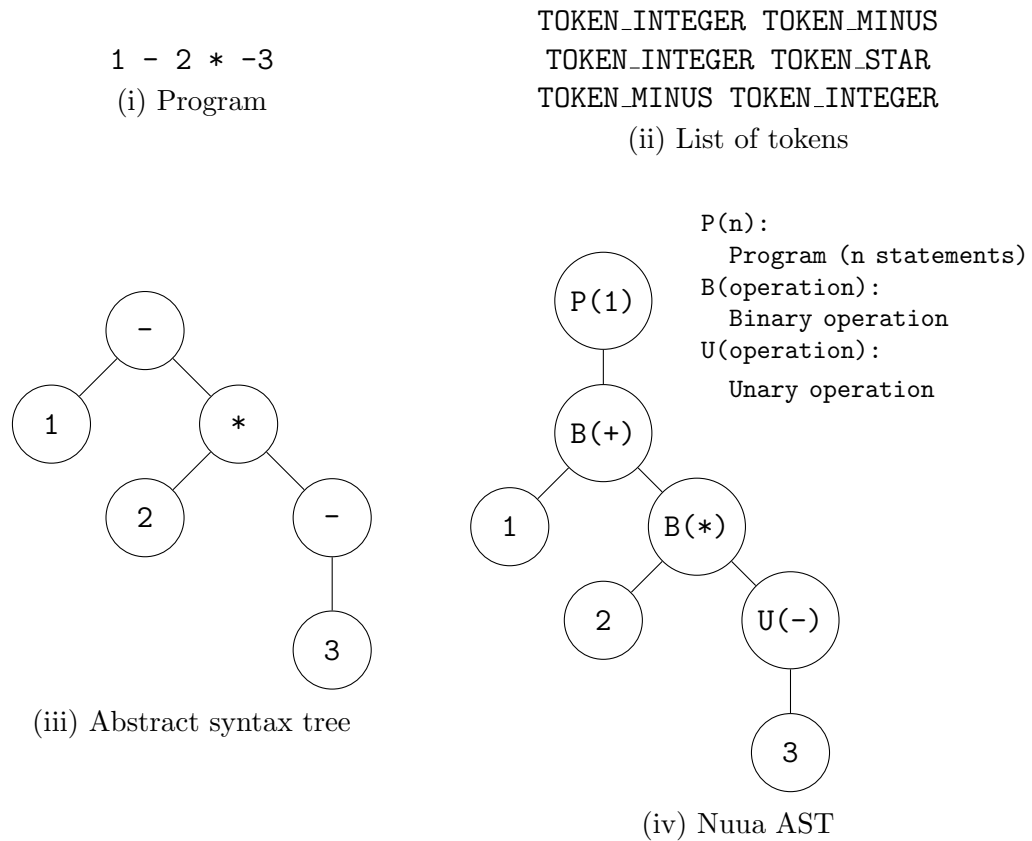 1 - 2 * -3
(i) Program
TOKEN_INTEGER TOKEN_MINUS
TOKEN_INTEGER TOKEN_STAR
TOKEN_MINUS TOKEN_INTEGER
(ii) List of tokens
-
1
*
2
-
3
(iii) Abstract syntax tree
P(n):
Program (n statements)
B(operation):
Binary operation
U(operation):
Unary operation
P(1)
B(+)
1
B(*)
2
U(-)
3
(iv) Nuua AST